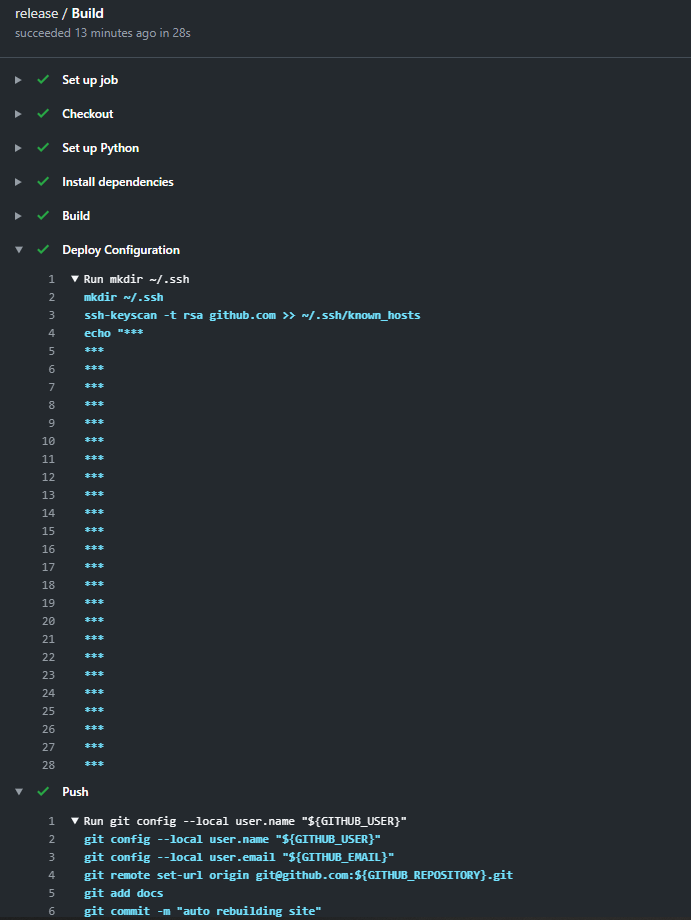 release / Build
succeeded 13 minutes ago in 28s
Set up job
Checkout
Set up Python
Install dependencies
Build
Deploy Configuration
1 ▼ Run mkdir ~/.ssh
2 mkdir ~/.ssh
3 ssh-keyscan -t rsa github.com >> ~/.ssh/known_hosts
4 echo "***
5 ***
6 ***
7 ***
8 ***
9 ***
10 ***
11 ***
12 ***
13 ***
14 ***
15 ***
16 ***
17 ***
18 ***
19 ***
20 ***
21 ***
22 ***
23 ***
24 ***
25 ***
26 ***
27 ***
28 ***
Push
1 ▼ Run git config --local user.name "${GITHUB_USER}"
2 git config --local user.name "${GITHUB_USER}"
3 git config --local user.email "${GITHUB_EMAIL}"
4 git remote set-url origin git@github.com:${GITHUB_REPOSITORY}.git
5 git add docs
6 git commit -m "auto rebuilding site"